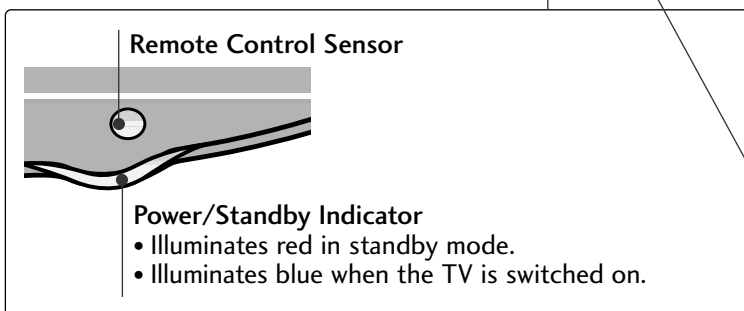 Remote Control Sensor
Power/Standby Indicator
• Illuminates red in standby mode.
• Illuminates blue when the TV is switched on.